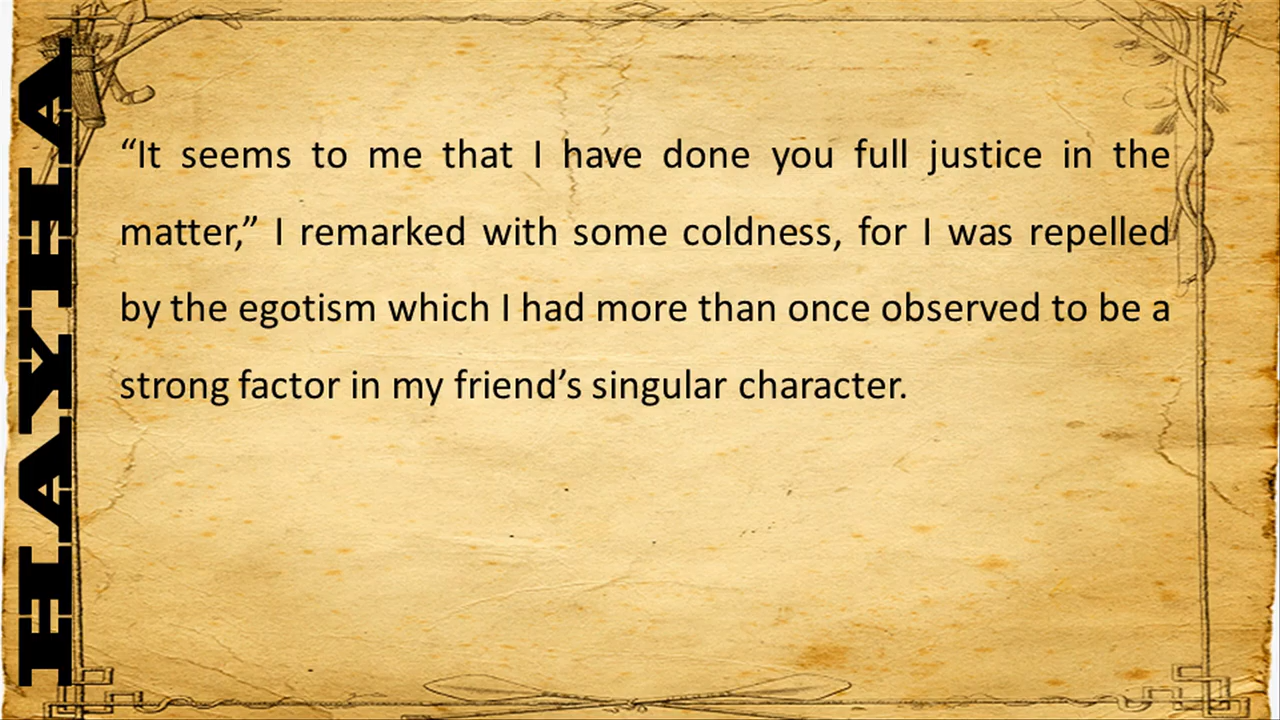 HAYHA
“It seems to me that I have done you full justice in the
matter,” I remarked with some coldness, for I was repelled
by the egotism which I had more than once observed to be a
strong factor in my friend’s singular character.